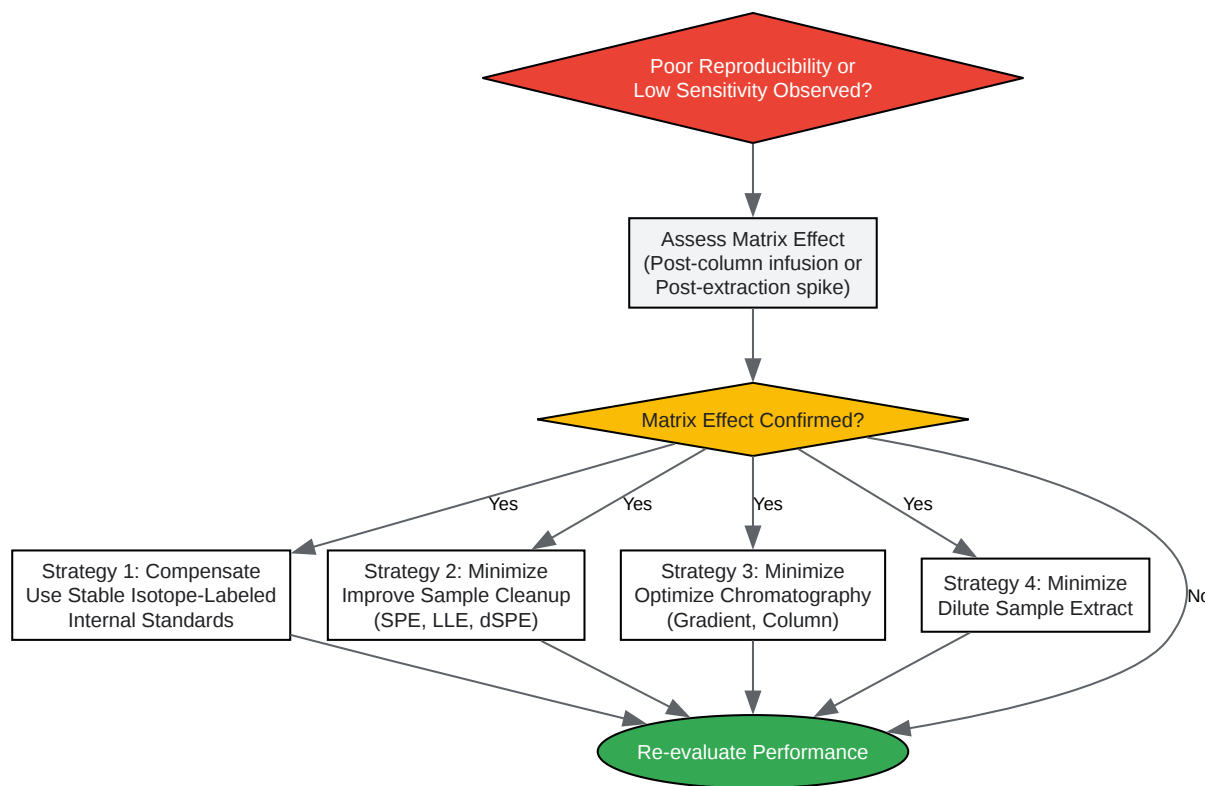 Poor Reproducibility or
Low Sensitivity Observed?
Assess Matrix Effect
(Post-column infusion or
Post-extraction spike)
Matrix Effect Confirmed?
Yes
Yes
Yes
Yes
No
Strategy 1: Compensate
Use Stable Isotope-Labeled
Internal Standards
Strategy 2: Minimize
Improve Sample Cleanup
(SPE, LLE, dSPE)
Strategy 3: Minimize
Optimize Chromatography
(Gradient, Column)
Strategy 4: Minimize
Dilute Sample Extract
Re-evaluate Performance